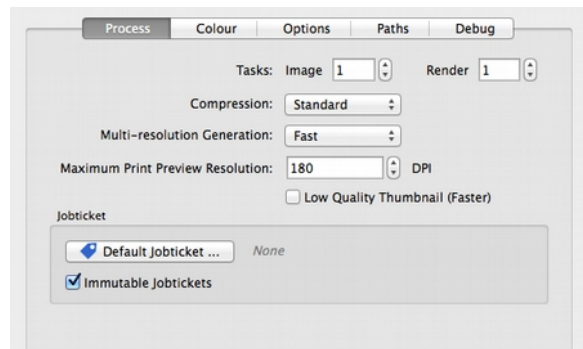 Process Colour Options Paths Debug
Tasks: Image 1 Render 1
Compression: Standard
Multi-resolution Generation: Fast
Maximum Print Preview Resolution: 180 DPI
Low Quality Thumbnail (Faster)
Jobticket
Default Jobticket ... None
Immutable Jobtickets